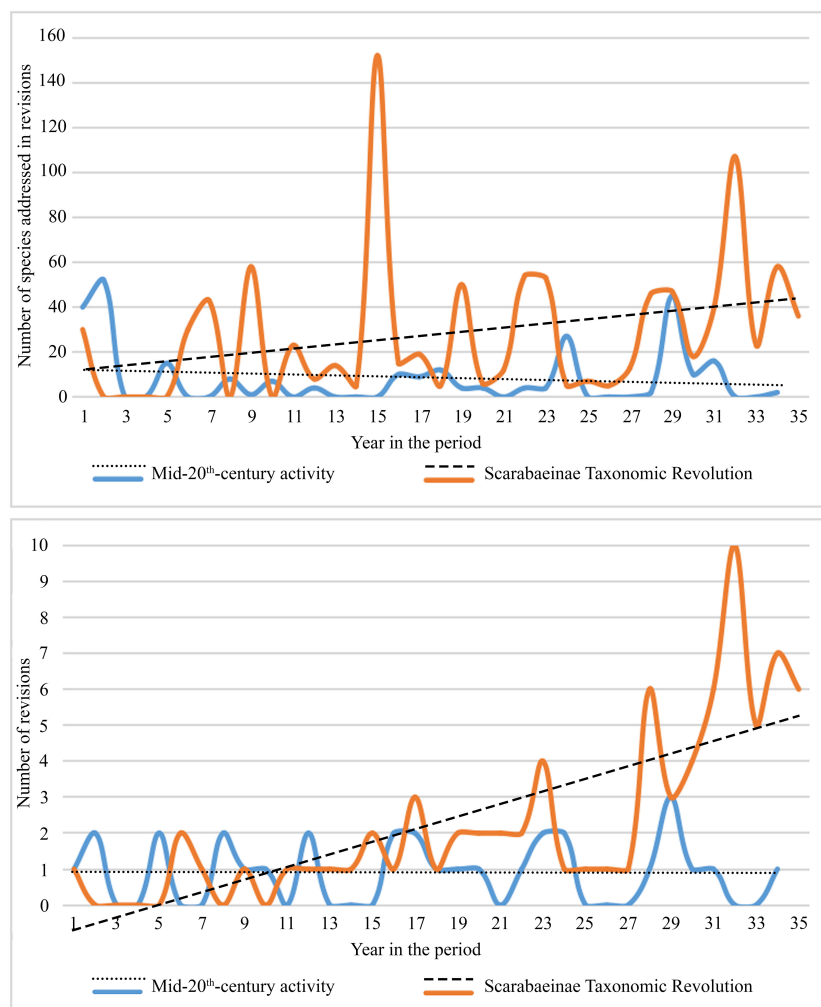 Number of species addressed in revisions
160
140
120
100
80
60
40
20
0
1 3 5 7 9 11 13 15 17 19 21 23 25 27 29 31 33 35
Year in the period
Mid-20th-century activity Scarabaeinae Taxonomic Revolution
Number of revisions
10
9
8
7
6
5
4
3
2
1
0
1 3 5 7 9 11 13 15 17 19 21 23 25 27 29 31 33 35
Year in the period
Mid-20th-century activity Scarabaeinae Taxonomic Revolution